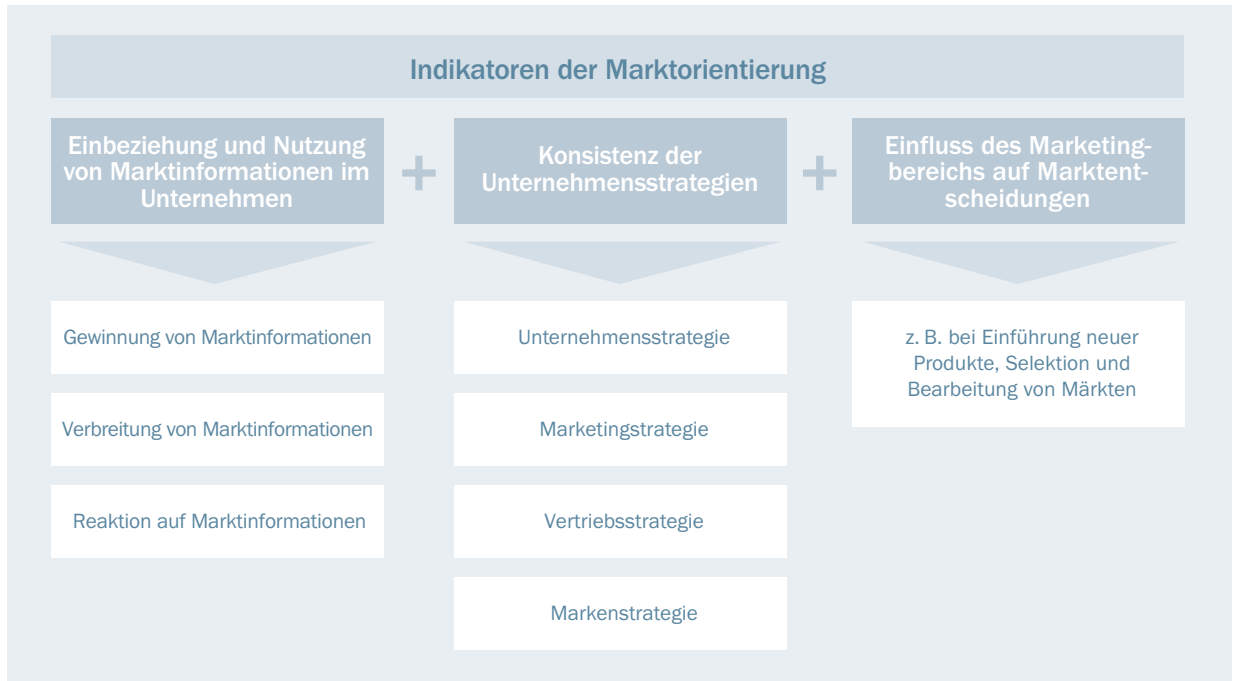 Indikatoren der Marktorientierung
Einbeziehung und Nutzung
von Marktinformationen im
Unternehmen
+
Konsistenz der
Unternehmensstrategien
+
Einfluss des Marketing-
bereichs auf Marktent-
scheidungen
Gewinnung von Marktinformationen
Verbreitung von Marktinformationen
Reaktion auf Marktinformationen
Unternehmensstrategie
Marketingstrategie
Vertriebsstrategie
Markenstrategie
z. B. bei Einführung neuer
Produkte, Selektion und
Bearbeitung von Märkten